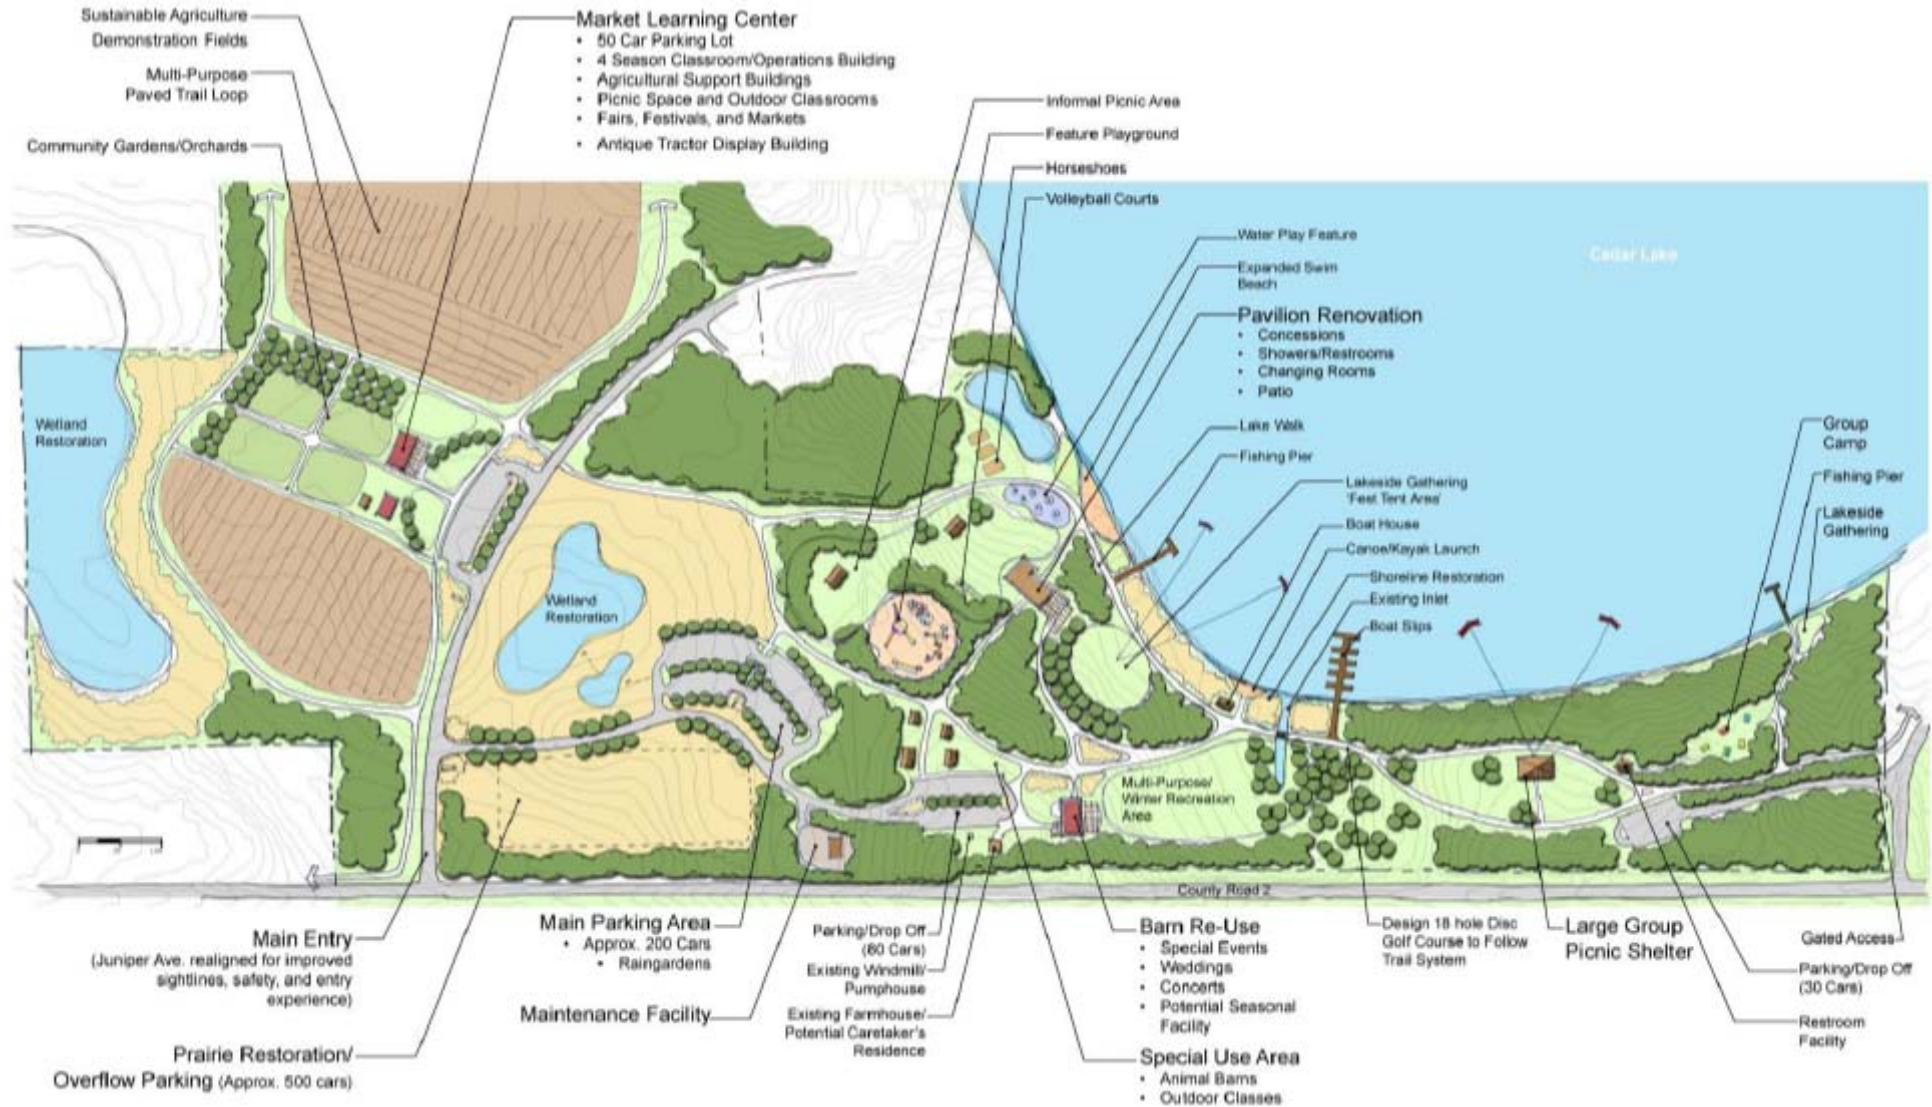 Sustainable Agriculture
Demonstration Fields
Multi-Purpose
Paved Trail Loop
Community Gardens/Orchards
Market Learning Center
• 50 Car Parking Lot
• 4 Season Classroom/Operations Building
• Agricultural Support Buildings
• Picnic Space and Outdoor Classrooms
• Fairs, Festivals, and Markets
• Antique Tractor Display Building
Informal Picnic Area
Feature Playground
Horseshoes
Volleyball Courts
Water Play Feature
Expanded Swim
Beach
Pavilion Renovation
• Concessions
• Showers/Restrooms
• Changing Rooms
• Patio
Lake Walk
Fishing Pier
Lakeside Gathering
'Fest Tent Area'
Boat House
Canoe/Kayak Launch
Shoreline Restoration
Existing Inlet
Boat Slips
Cedar Lake
Group
Camp
Fishing Pier
Lakeside
Gathering
Wetland
Restoration
Wetland
Restoration
Multi-Purpose/
Winter Recreation
Area
County Road 2
Main Entry
(Juniper Ave. realigned for improved
sightlines, safety, and entry
experience)
Prairie Restoration/
Overflow Parking (Approx. 500 cars)
Main Parking Area
• Approx. 200 Cars
• Raingardens
Maintenance Facility
Parking/Drop Off
(80 Cars)
Existing Windmill/
Pumphouse
Existing Farmhouse/
Potential Caretaker's
Residence
Barn Re-Use
• Special Events
• Weddings
• Concerts
• Potential Seasonal
Facility
Special Use Area
• Animal Barns
• Outdoor Classes
Design 18 hole Disc
Golf Course to Follow
Trail System
Large Group
Picnic Shelter
Gated Access
Parking/Drop Off
(30 Cars)
Restroom
Facility